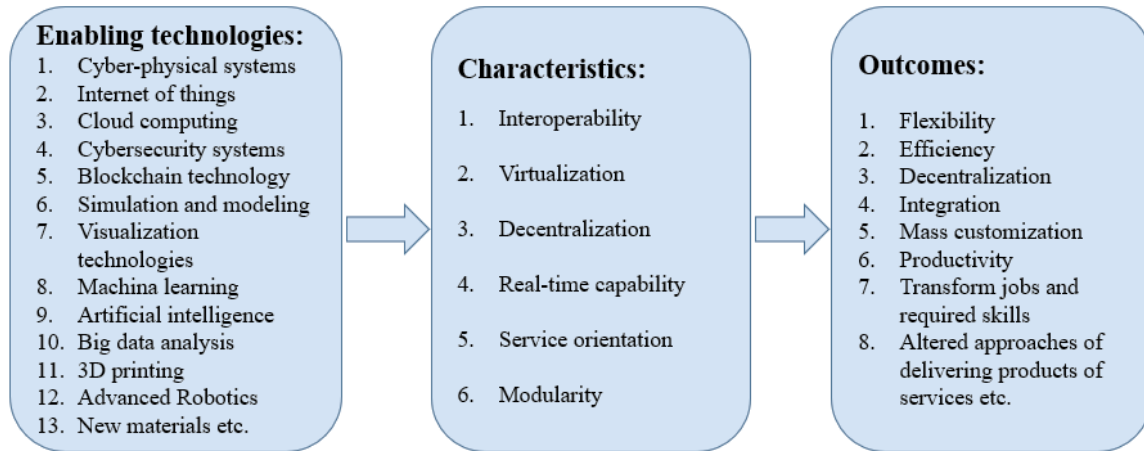 Enabling technologies:
1. Cyber-physical systems
2. Internet of things
3. Cloud computing
4. Cybersecurity systems
5. Blockchain technology
6. Simulation and modeling
7. Visualization
technologies
8. Machina learning
9. Artificial intelligence
10. Big data analysis
11. 3D printing
12. Advanced Robotics
13. New materials etc.
Characteristics:
1. Interoperability
2. Virtualization
3. Decentralization
4. Real-time capability
5. Service orientation
6. Modularity
Outcomes:
1. Flexibility
2. Efficiency
3. Decentralization
4. Integration
5. Mass customization
6. Productivity
7. Transform jobs and
required skills
8. Altered approaches of
delivering products of
services etc.